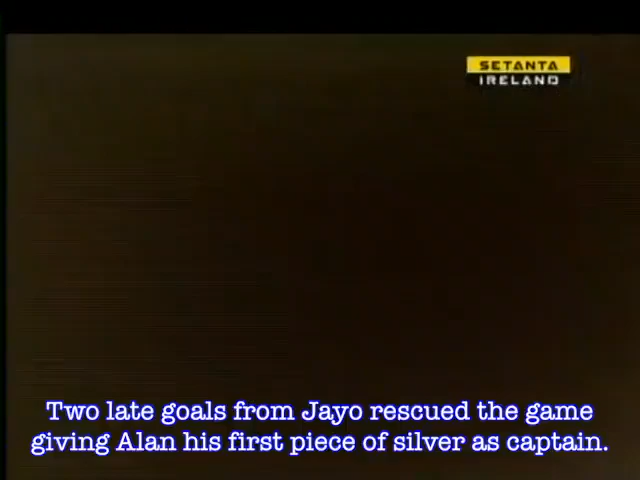 SETANTA
IRELAND
Two late goals from Jayo rescued the game
giving Alan his first piece of silver as captain.